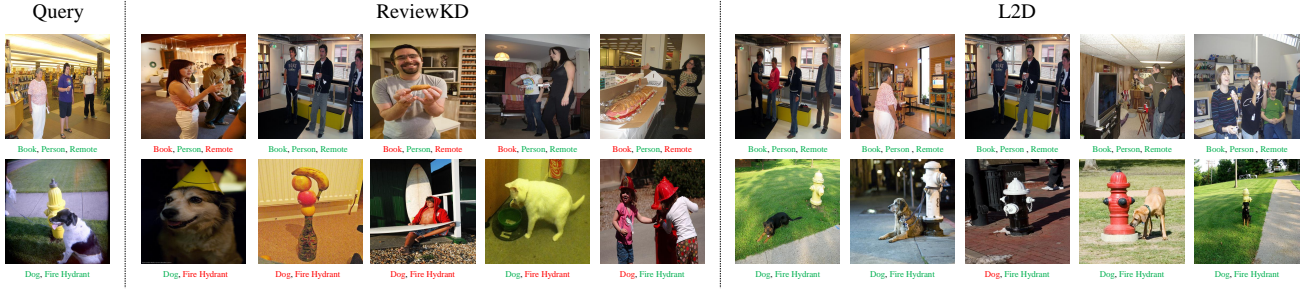 Query
ReviewKD
L2D
Book, Person, Remote
Book, Person, Remote
Book, Person, Remote
Book, Person, Remote
Book, Person, Remote
Book, Person, Remote
Book, Person, Remote
Book, Person, Remote
Book, Person , Remote
Book, Person , Remote
Book, Person , Remote
Dog, Fire Hydrant
Dog, Fire Hydrant
Dog, Fire Hydrant
Dog, Fire Hydrant
Dog, Fire Hydrant
Dog, Fire Hydrant
Dog, Fire Hydrant
Dog, Fire Hydrant
Dog, Fire Hydrant
Dog, Fire Hydrant
Dog, Fire Hydrant